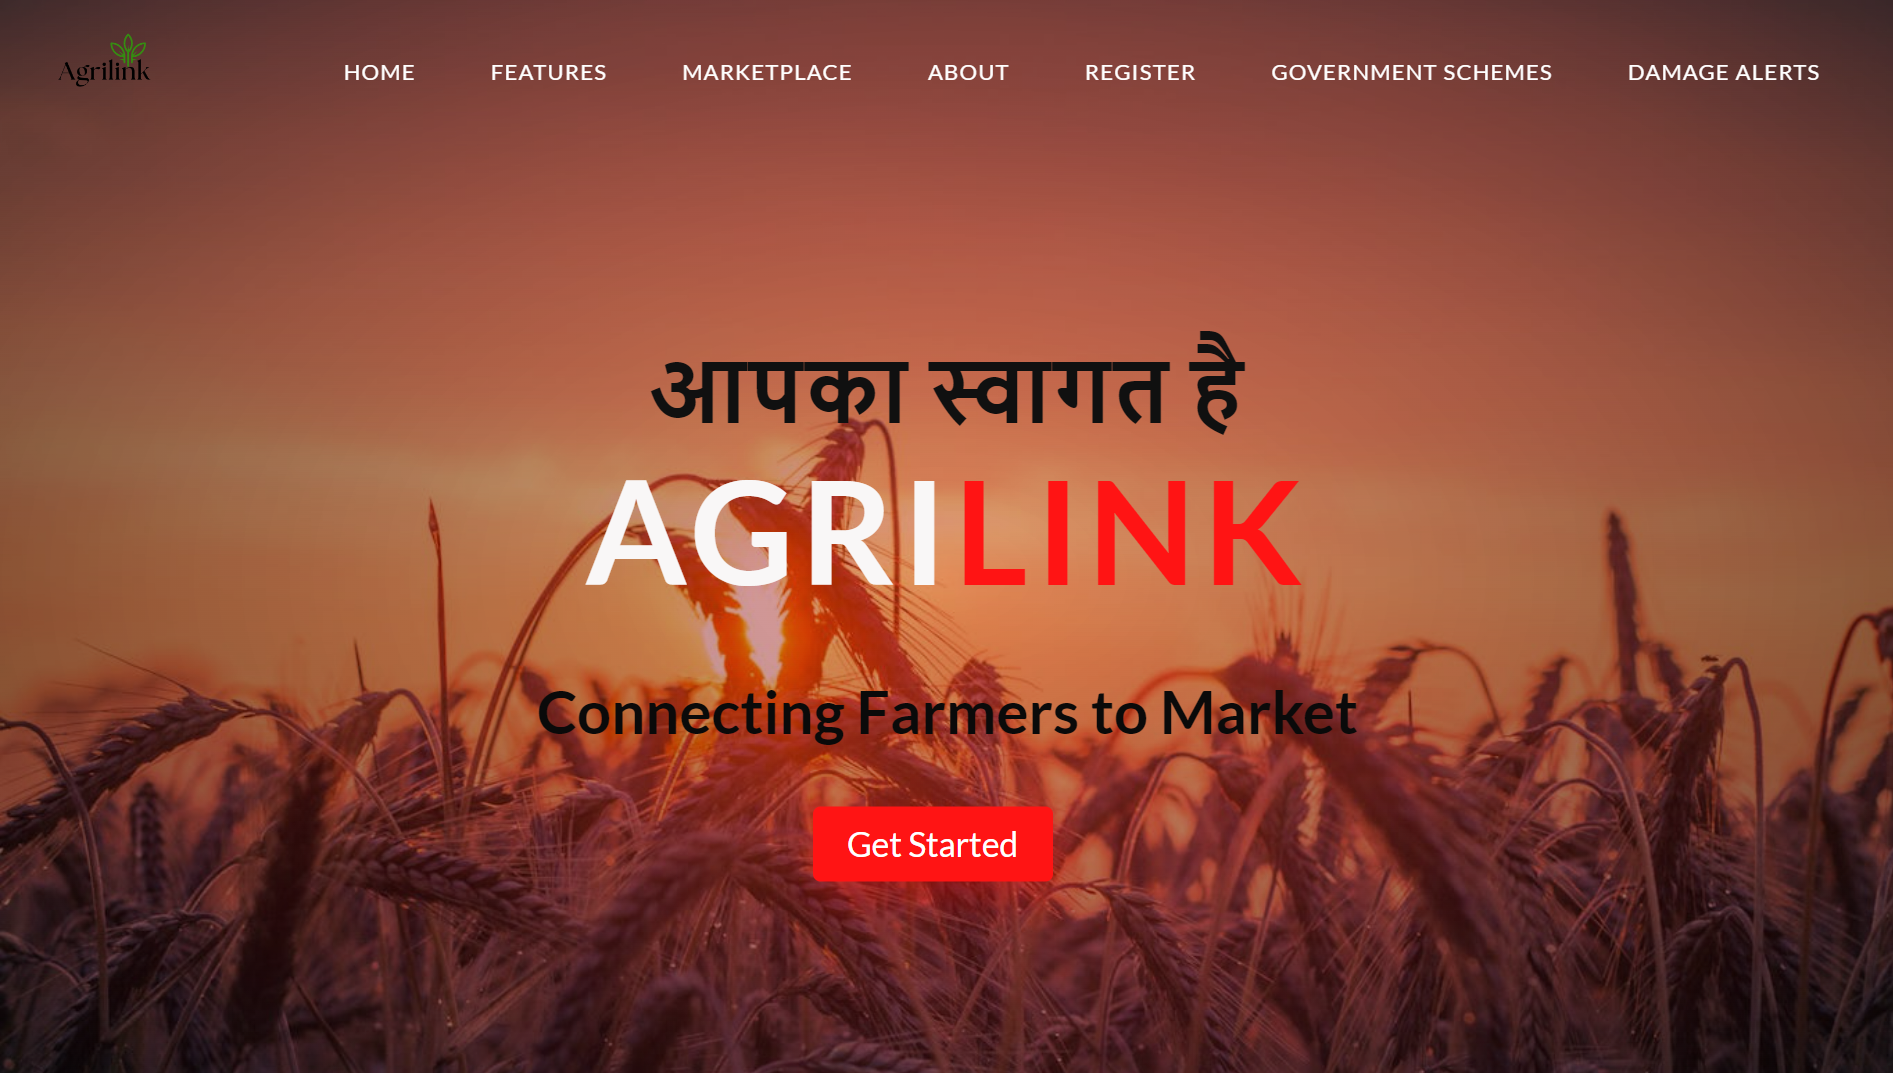 Agrilink
HOME FEATURES MARKETPLACE ABOUT REGISTER GOVERNMENT SCHEMES DAMAGE ALERTS
आपका स्वागत है
AGRILINK
Connecting Farmers to Market
Get Started